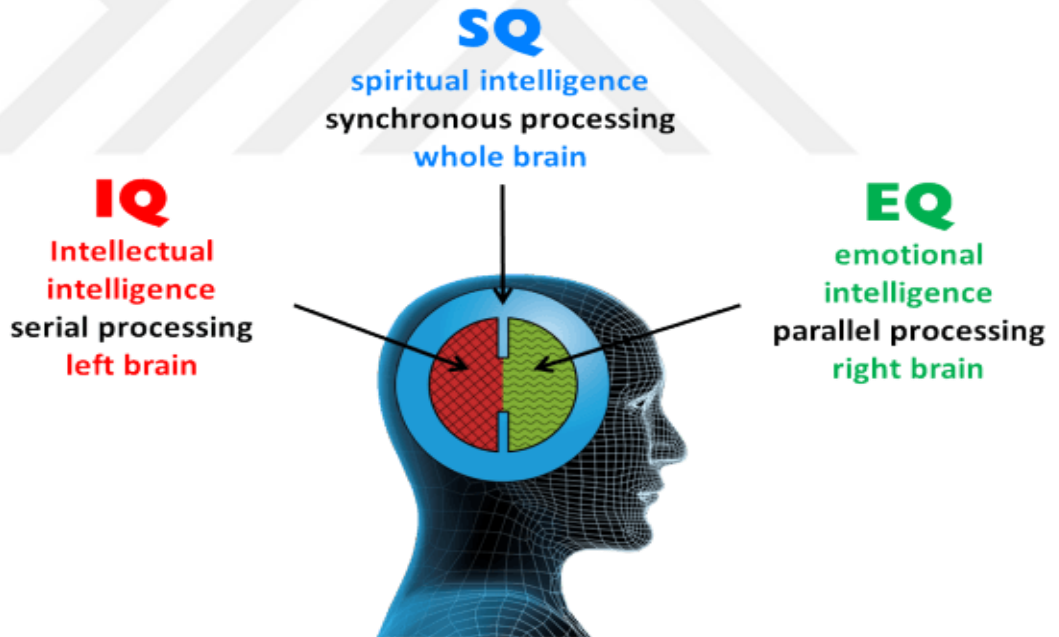 SQ
spiritual intelligence
synchronous processing
whole brain
IQ
Intellectual
intelligence
serial processing
left brain
EQ
emotional
intelligence
parallel processing
right brain